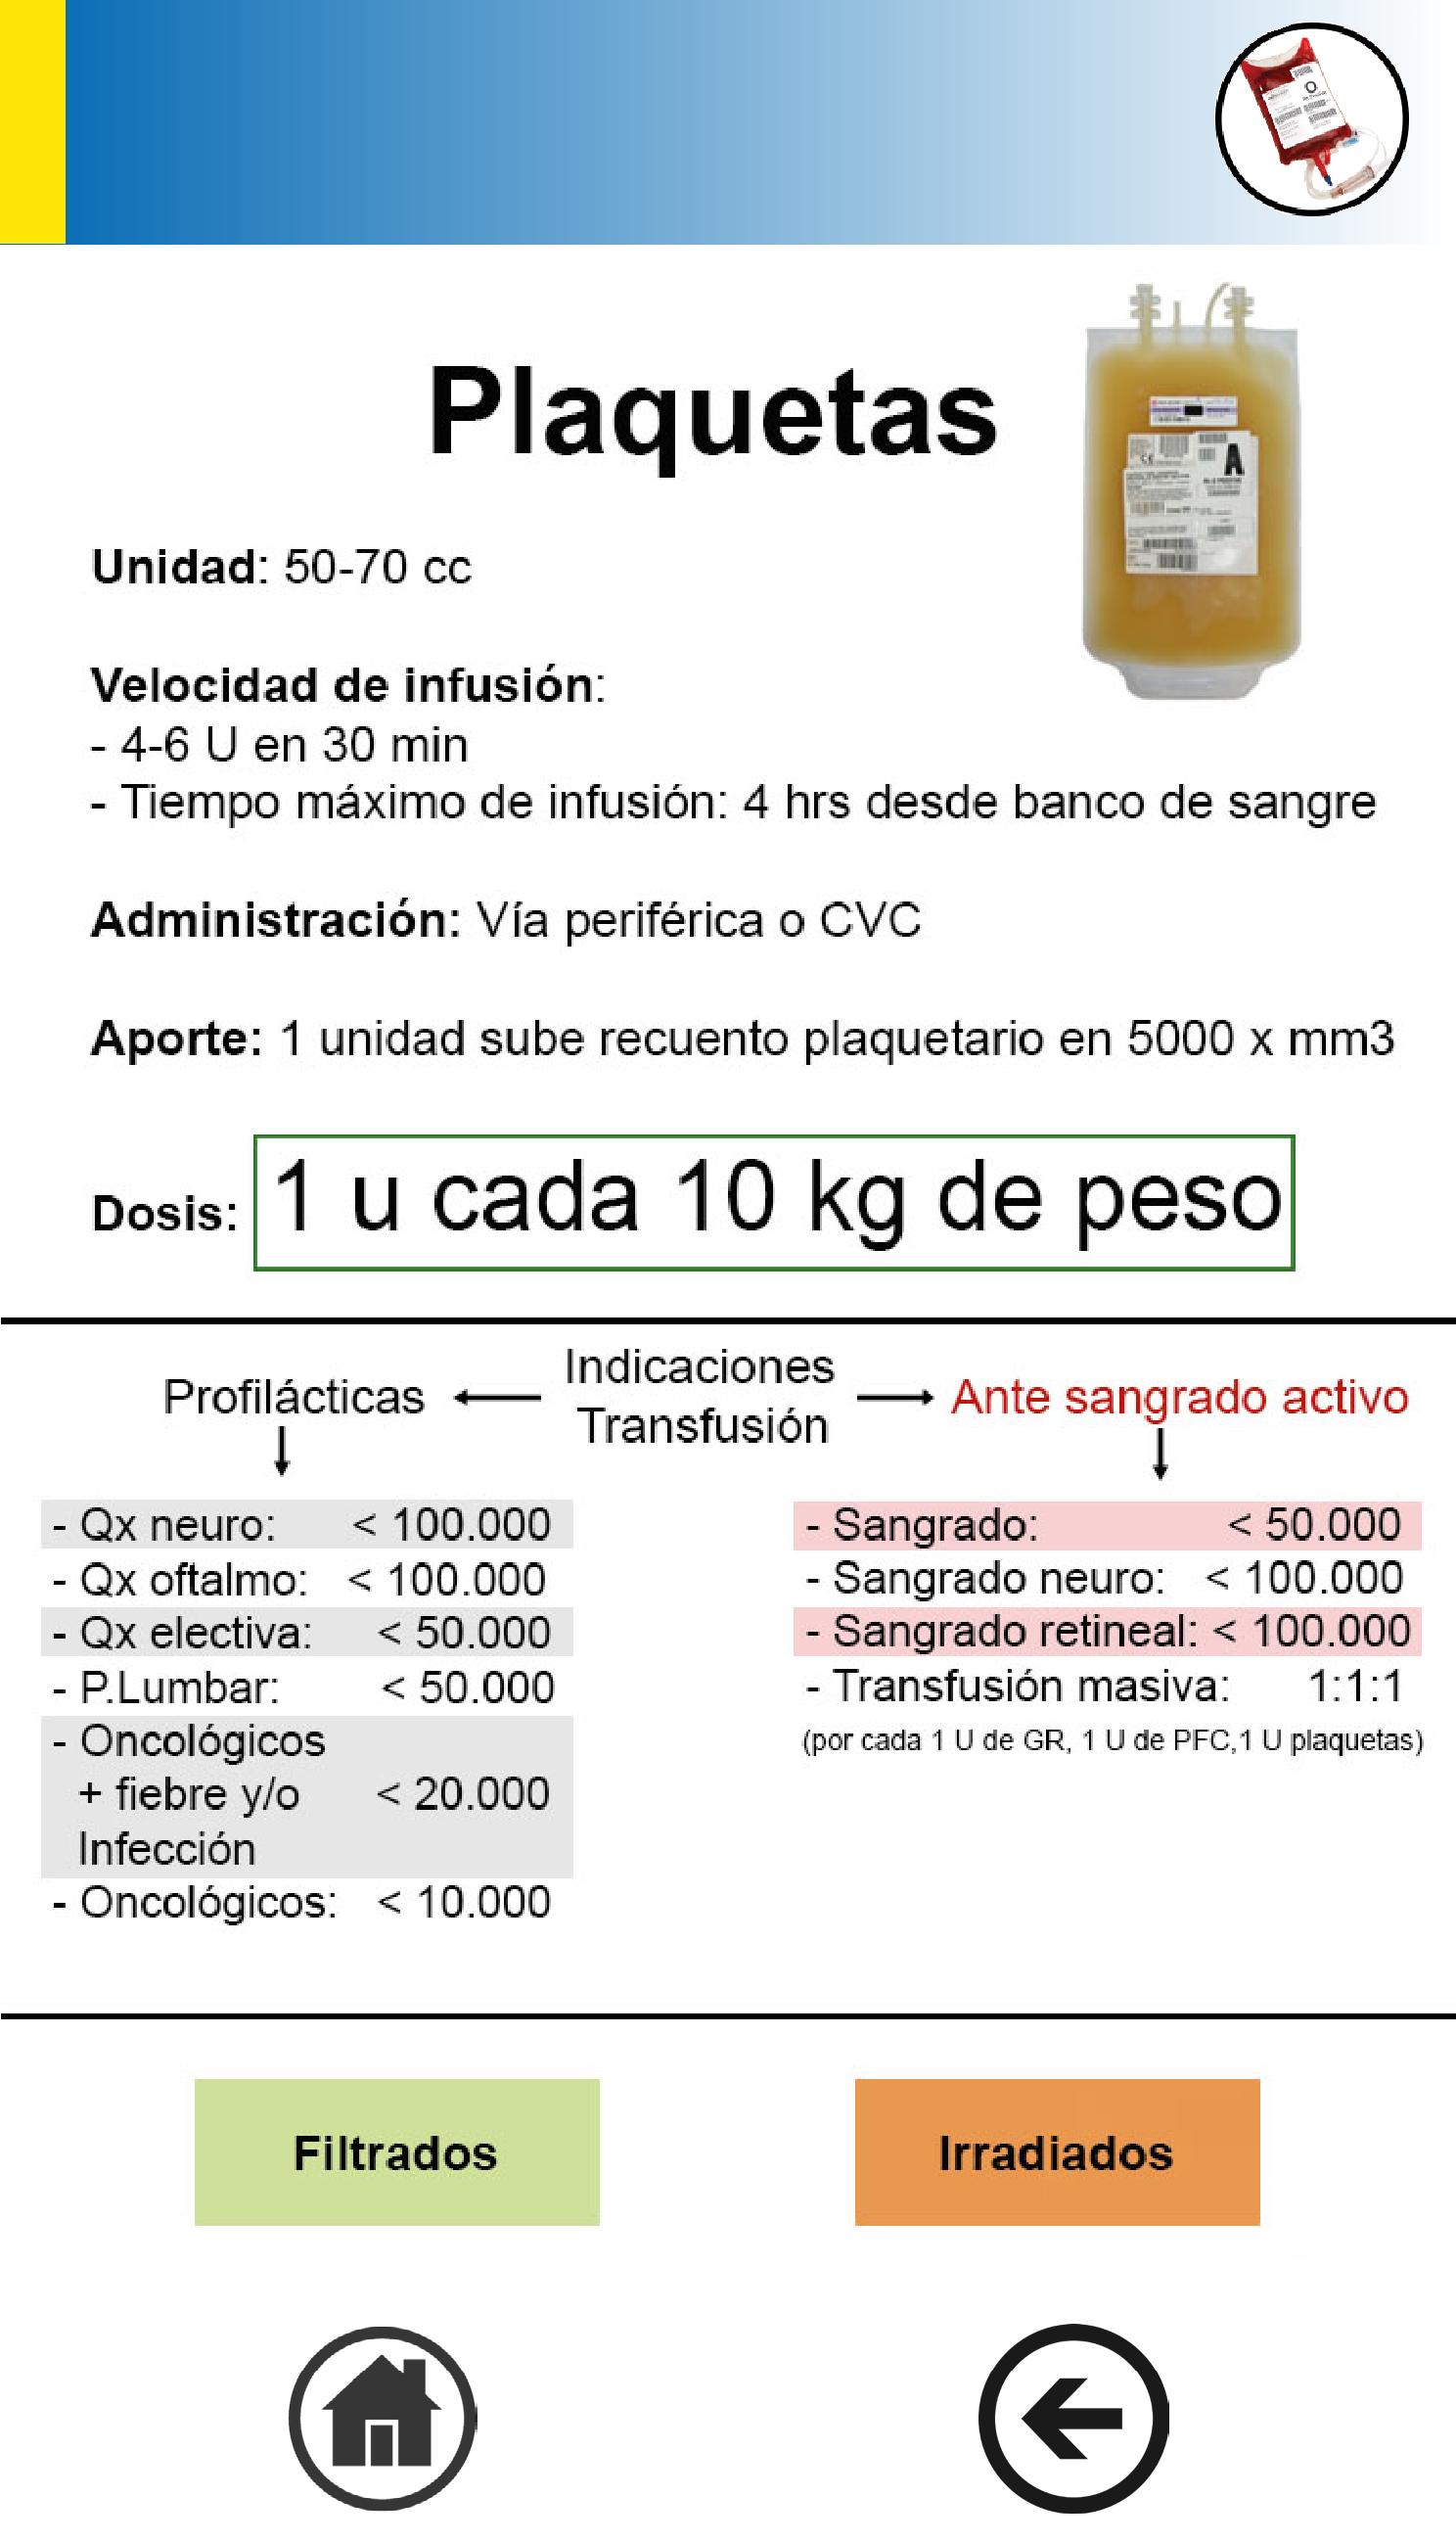 Plaquetas
A
Unidad: 50-70 cc
Velocidad de infusión:
- 4-6 U en 30 min
- Tiempo máximo de infusión: 4 hrs desde banco de sangre
Administración: Vía periférica o CVC
Aporte: 1 unidad sube recuento plaquetario en 5000 x mm3
Dosis: 1 u cada 10 kg de peso
Indicaciones
Transfusión
Profilácticas
- Qx neuro: < 100.000
- Qx oftalmo: < 100.000
- Qx electiva: < 50.000
- P.Lumbar: < 50.000
- Oncológicos
+ fiebre y/o < 20.000
Infección
- Oncológicos: < 10.000
Ante sangrado activo
- Sangrado: < 50.000
- Sangrado neuro: < 100.000
- Sangrado retineal: < 100.000
- Transfusión masiva: 1:1:1
(por cada 1 U de GR, 1 U de PFC,1 U plaquetas)
Filtrados
Irradiados